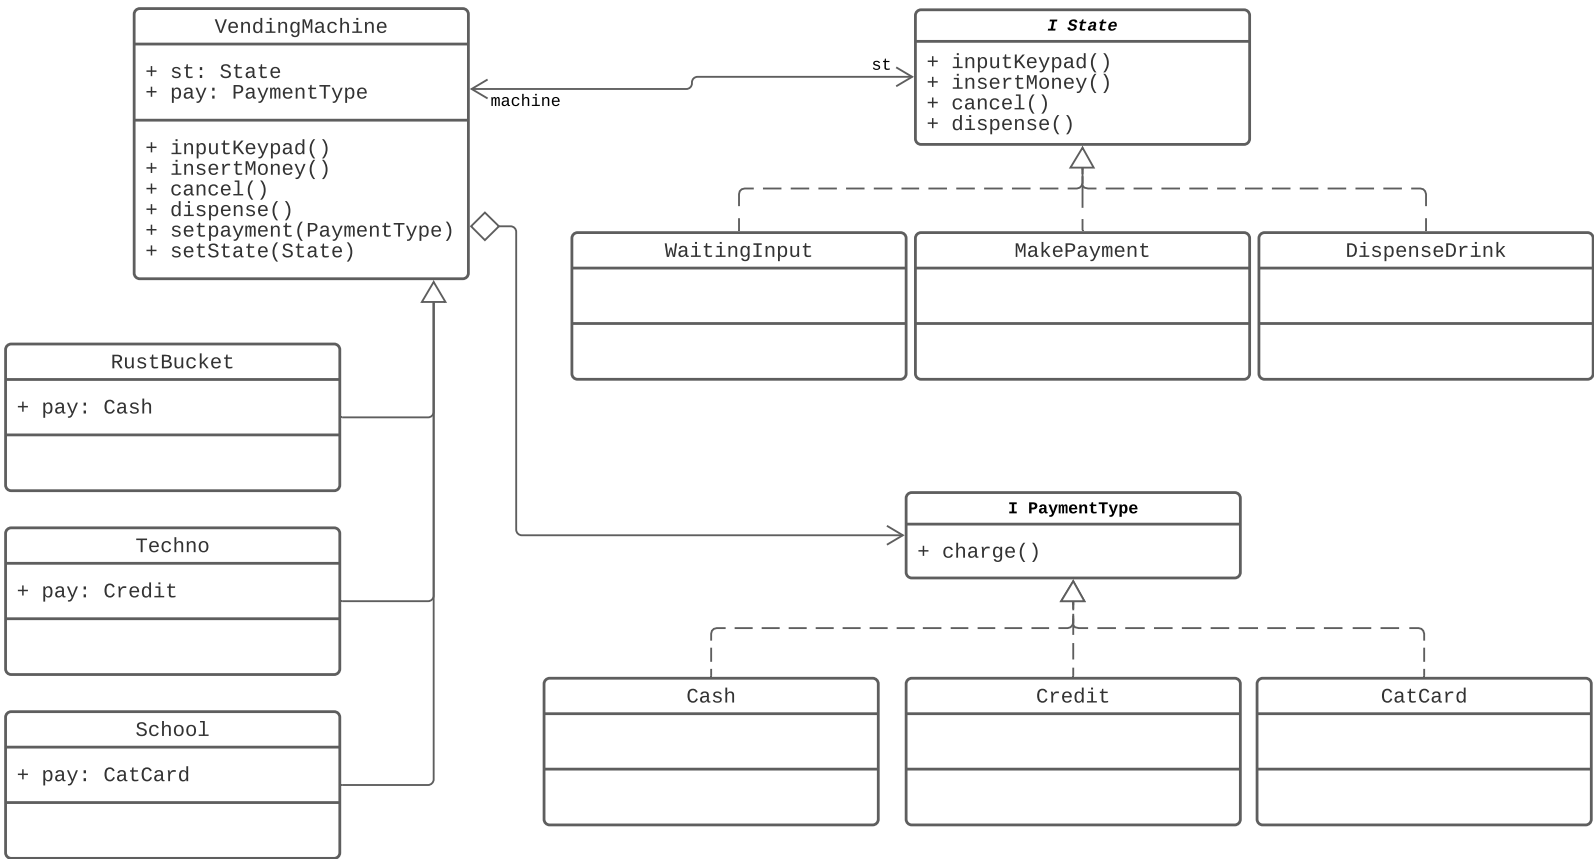 VendingMachine
+ st: State
+ pay: PaymentType
+ inputKeypad()
+ insertMoney()
+ cancel()
+ dispense()
+ setpayment(PaymentType)
+ setState(State)
machine
st
I State
+ inputKeypad()
+ insertMoney()
+ cancel()
+ dispense()
WaitingInput
MakePayment
DispenseDrink
RustBucket
+ pay: Cash
Techno
+ pay: Credit
School
+ pay: CatCard
I PaymentType
+ charge()
Cash
Credit
CatCard